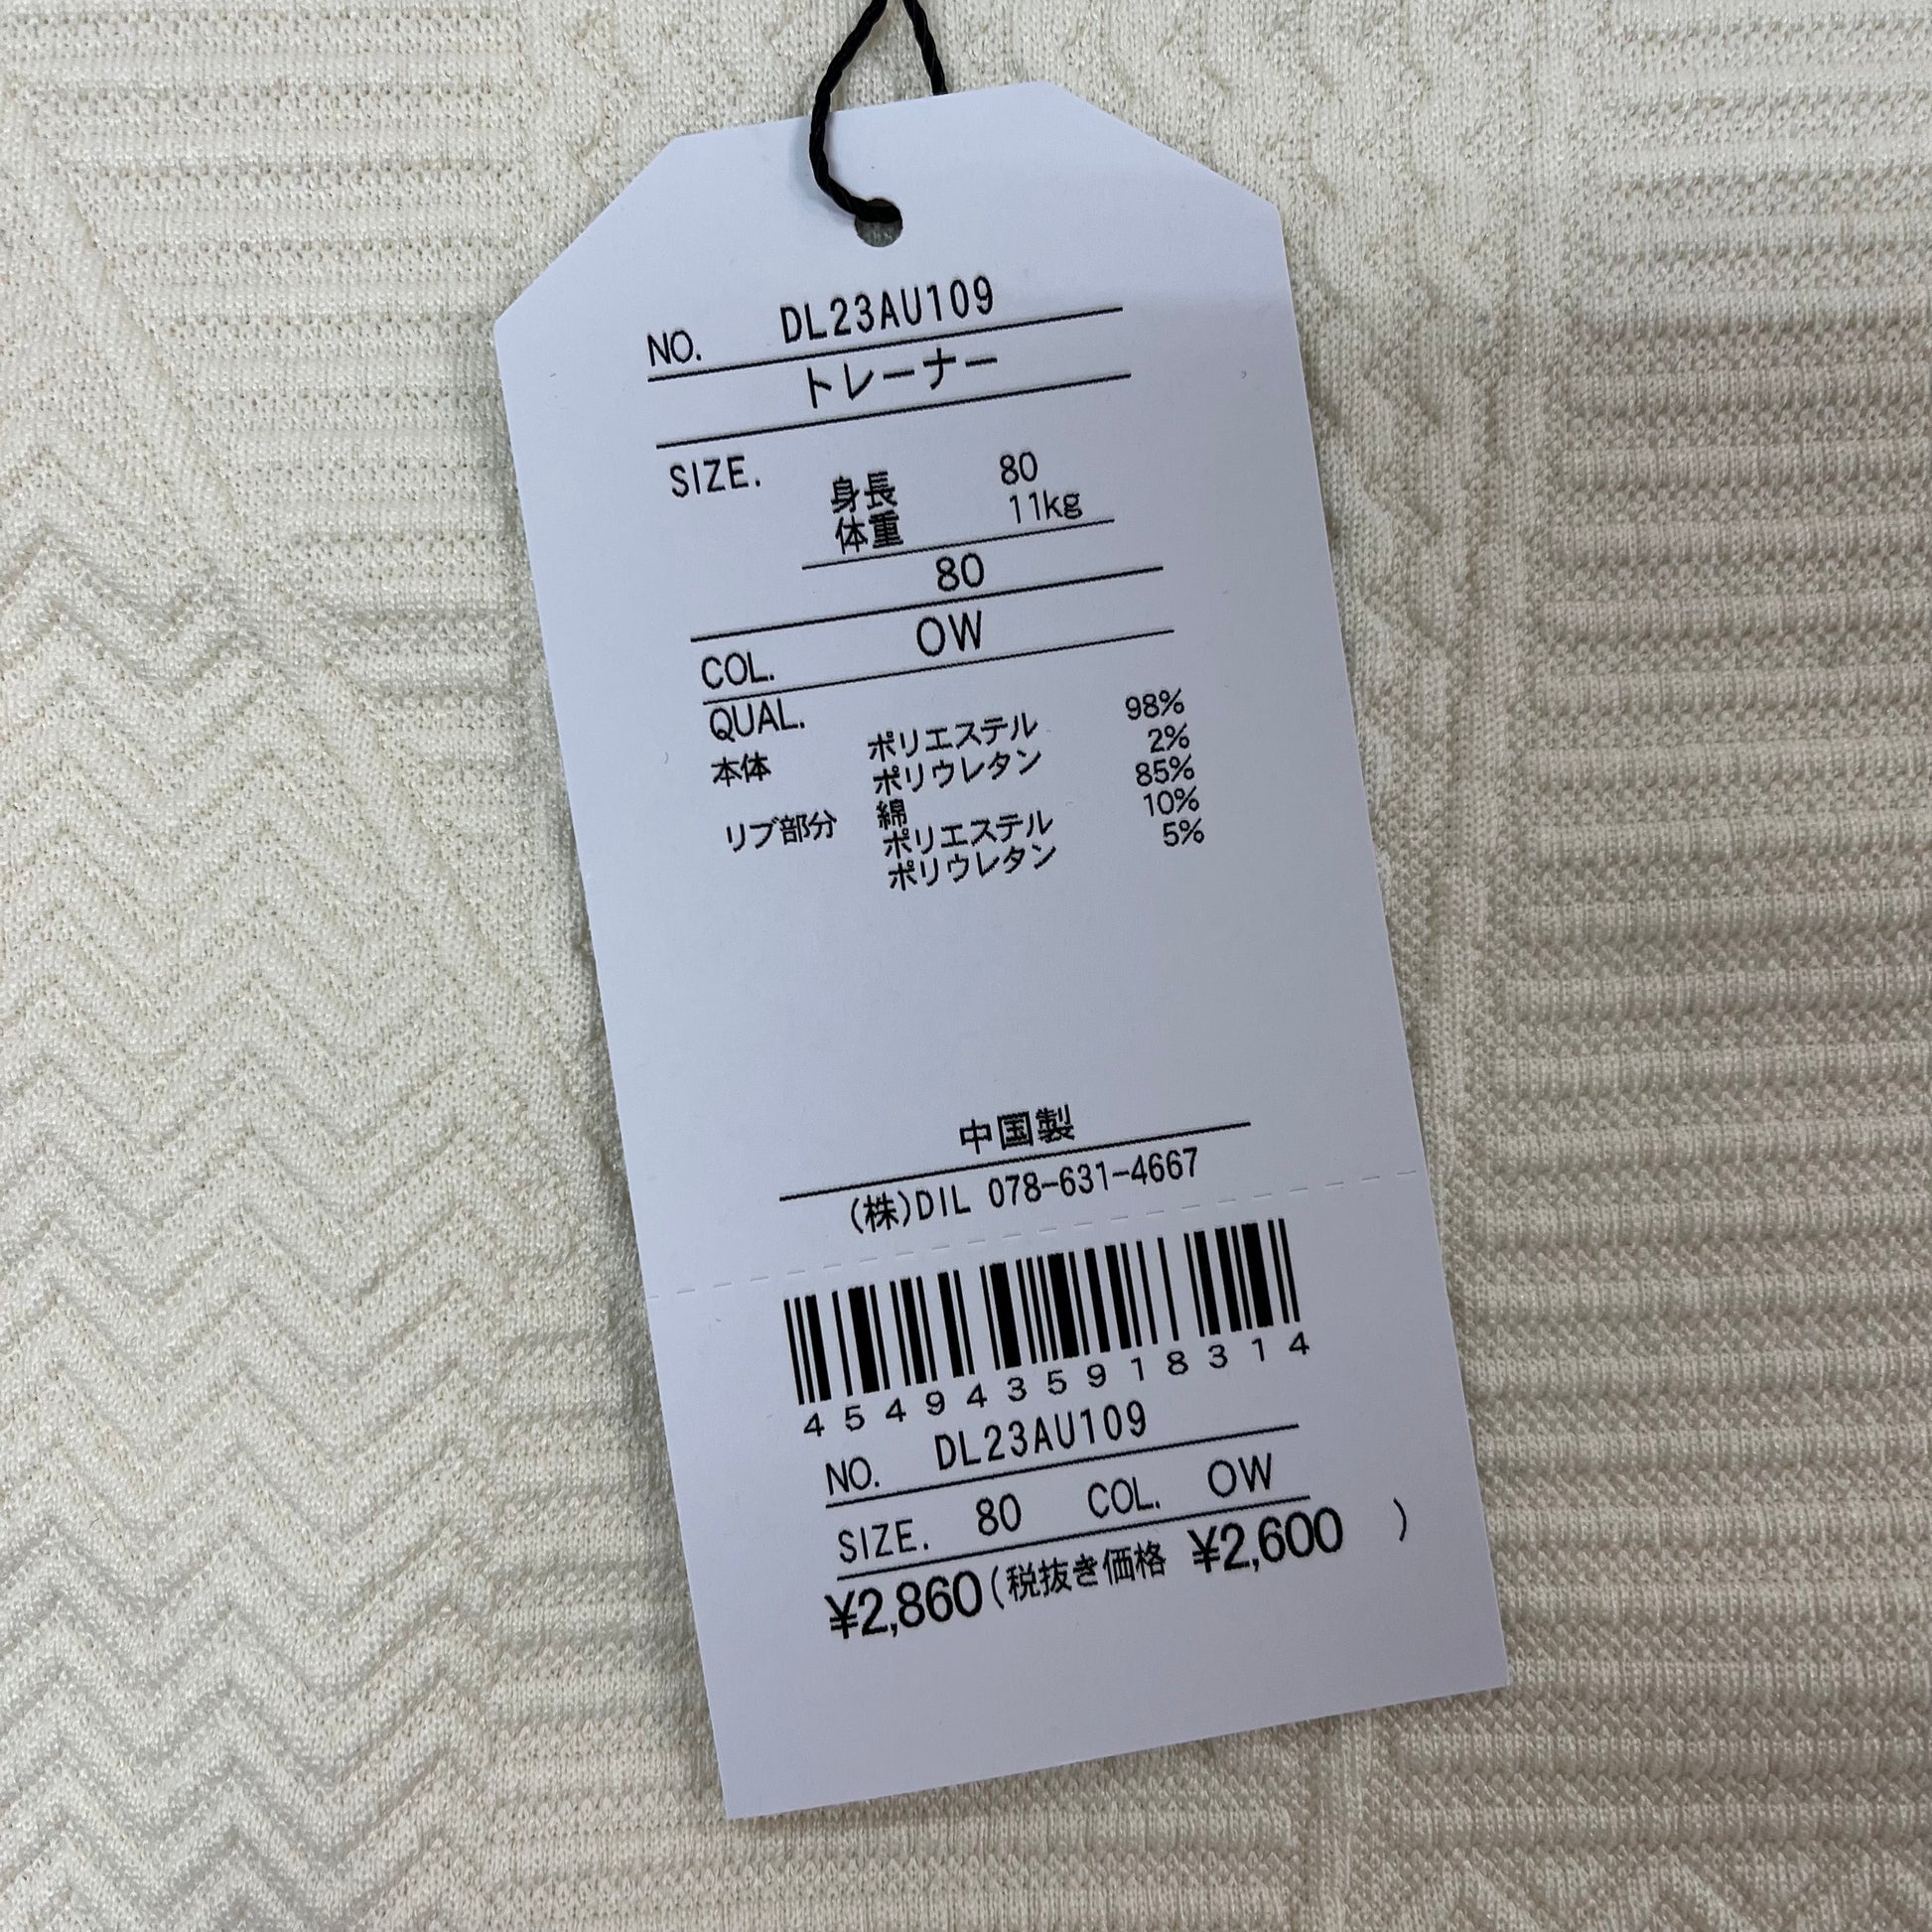 NO. DL23AU109
トレーナー
SIZE. 身長 80
体重 11kg
80
COL. OW
QUAL.
本体 ポリエステル 98%
ポリウレタン 2%
リブ部分 綿 85%
ポリエステル 10%
ポリウレタン 5%
中国製
(株)DIL 078-631-4667
4549435918314
NO. DL23AU109
SIZE. 80 COL. OW
¥2,860(税抜き価格 ¥2,600 )